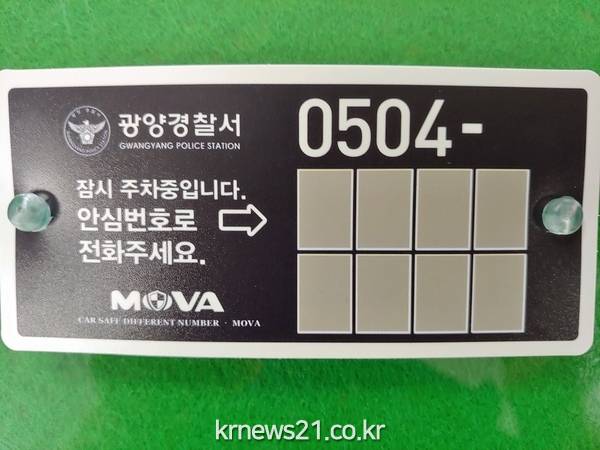 광양경찰서
GWANGYANG POLICE STATION
0504-
잠시 주차중입니다.
안심번호로
전화주세요.
MOVA
CAR SAFE DIFFERENT NUMBER · MOVA
krnews21.co.kr